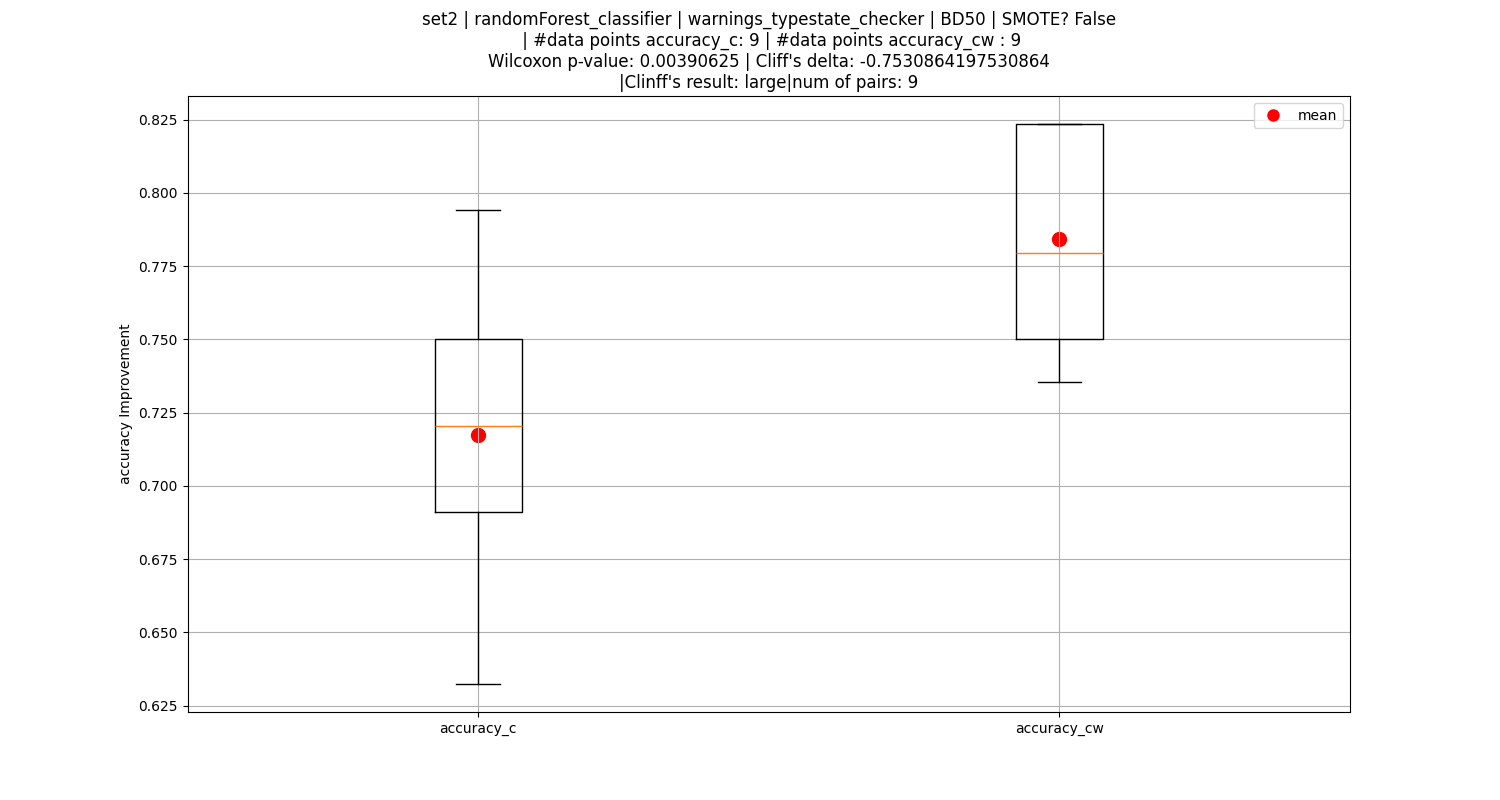 set2 | randomForest_classifier | warnings_typestate_checker | BD50 | SMOTE? False
| #data points accuracy_c: 9 | #data points accuracy_cw : 9
Wilcoxon p-value: 0.00390625 | Cliff's delta: -0.7530864197530864
|Clinff's result: large|num of pairs: 9
mean
accuracy Improvement
0.825
0.800
0.775
0.750
0.725
0.700
0.675
0.650
0.625
accuracy_c
accuracy_cw